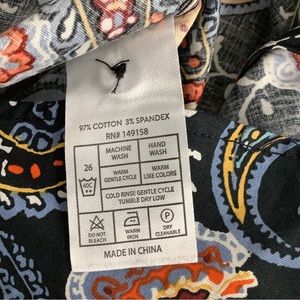 97% COTTON 3% SPANDEX
RN# 149158
26
40C
MACHINE WASH
HAND WASH
WARM GENTLE CYCLE
WARM LIKE COLORS
COLD RINSE GENTLE CYCLE
TUMBLE DRY LOW
DO NOT BLEACH
WARM IRON
P
DRY CLEANABLE
MADE IN CHINA